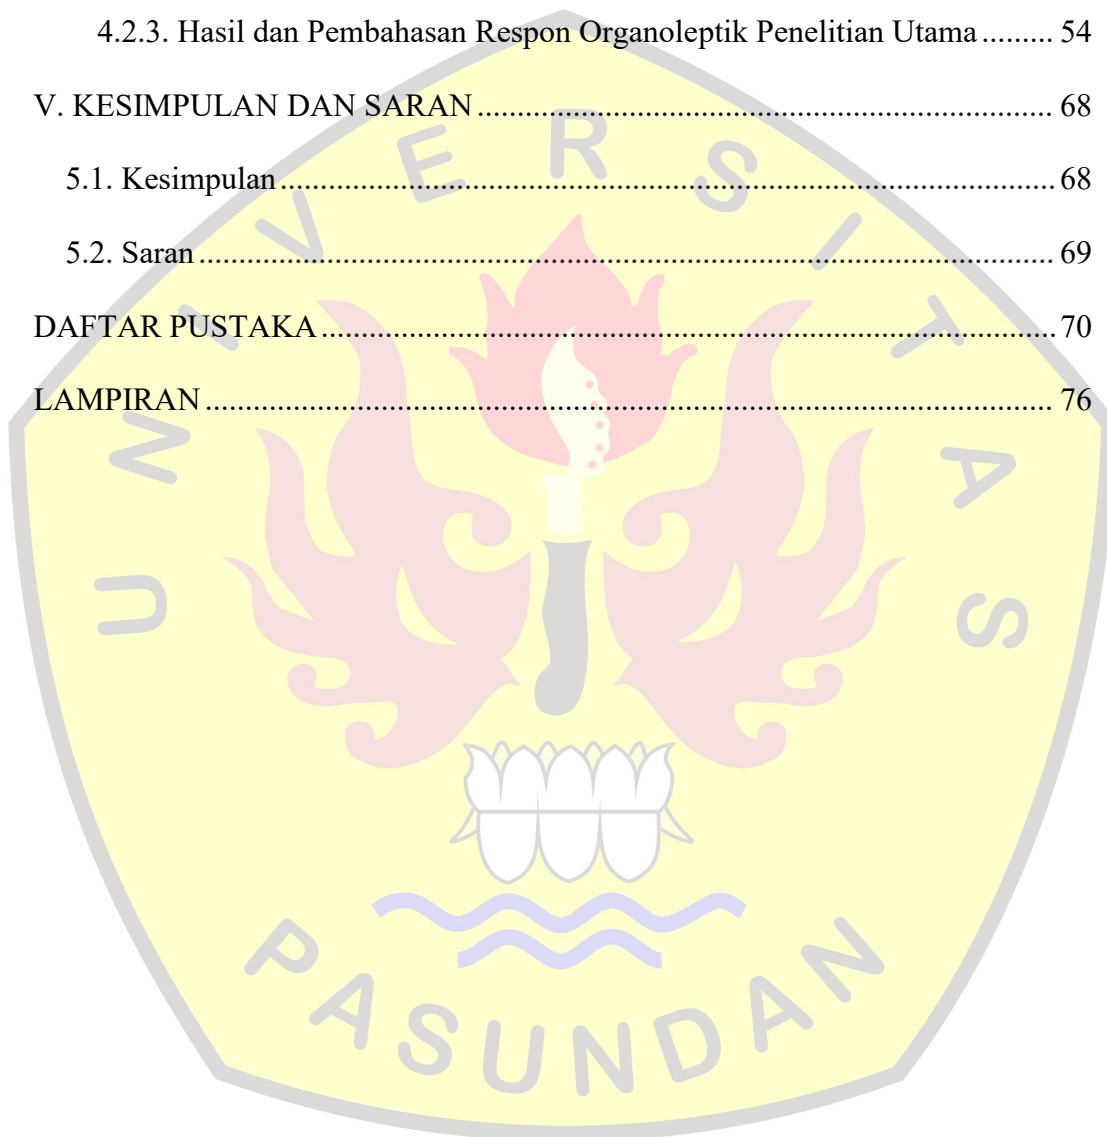 4.2.3. Hasil dan Pembahasan Respon Organoleptik Penelitian Utama ......... 54
V. KESIMPULAN DAN SARAN ...................................................................... 68
5.1. Kesimpulan ............................................................................................... 68
5.2. Saran ......................................................................................................... 69
DAFTAR PUSTAKA ......................................................................................... 70
LAMPIRAN ....................................................................................................... 76
UNIVERSITAS
PASUNDAN